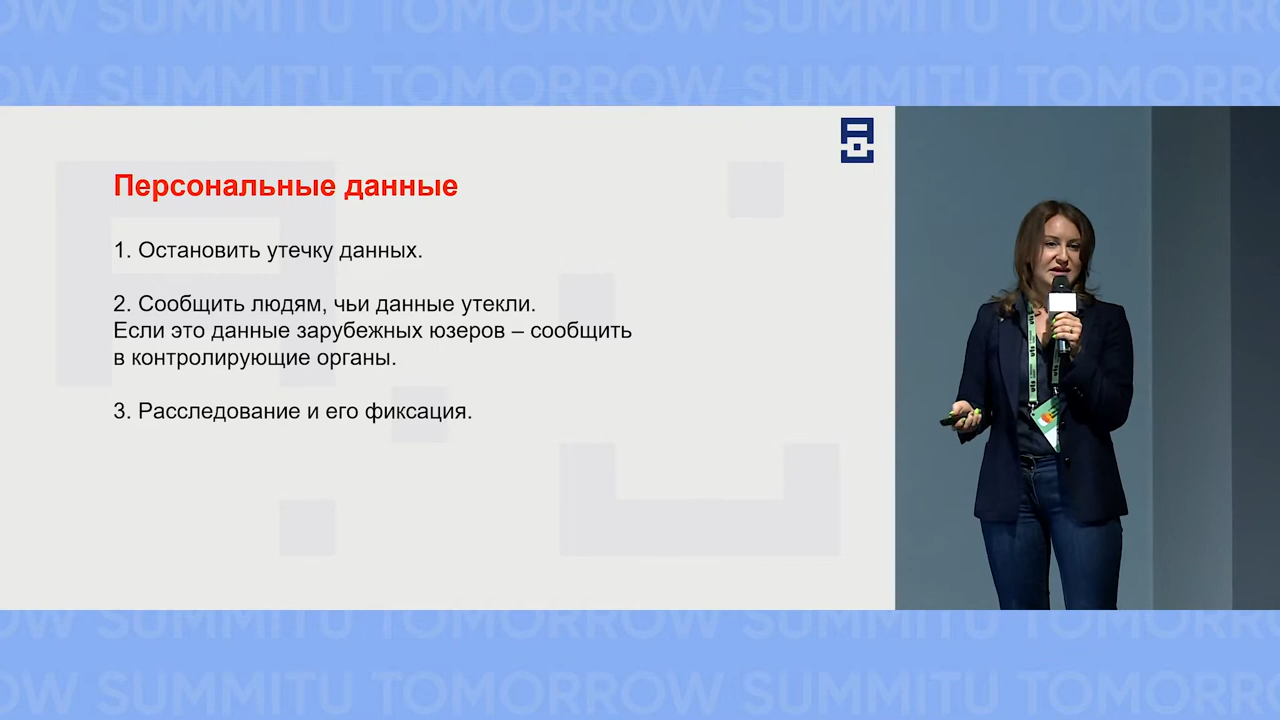 OW SUMMITU TOMORROW SUMMITU TOMORRO
OW SUMMITU TOMORROW SUMMITU TOMORRO
Персональные данные
1. Остановить утечку данных.
2. Сообщить людям, чьи данные утекли.
Если это данные зарубежных юзеров – сообщить
в контролирующие органы.
3. Расследование и его фиксация.
OW SUMMITU TOMORROW SUMMITU TOMORRO
OW SUMMITU TOMORROW SUMMITU TOMORRO